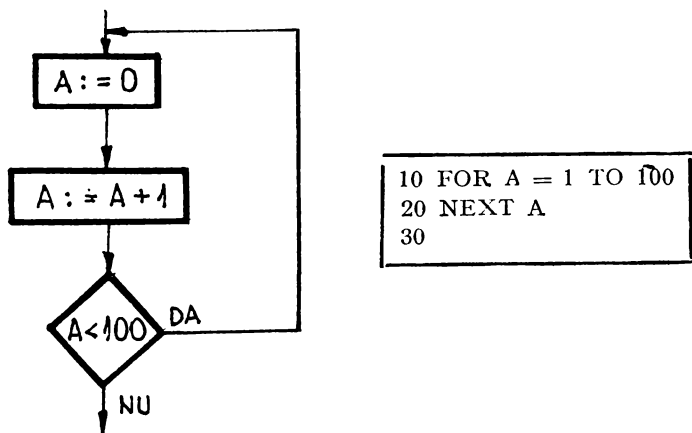 A := 0
A := A + 1
A < 100
DA
NU
10 FOR A = 1 TO 100
20 NEXT A
30